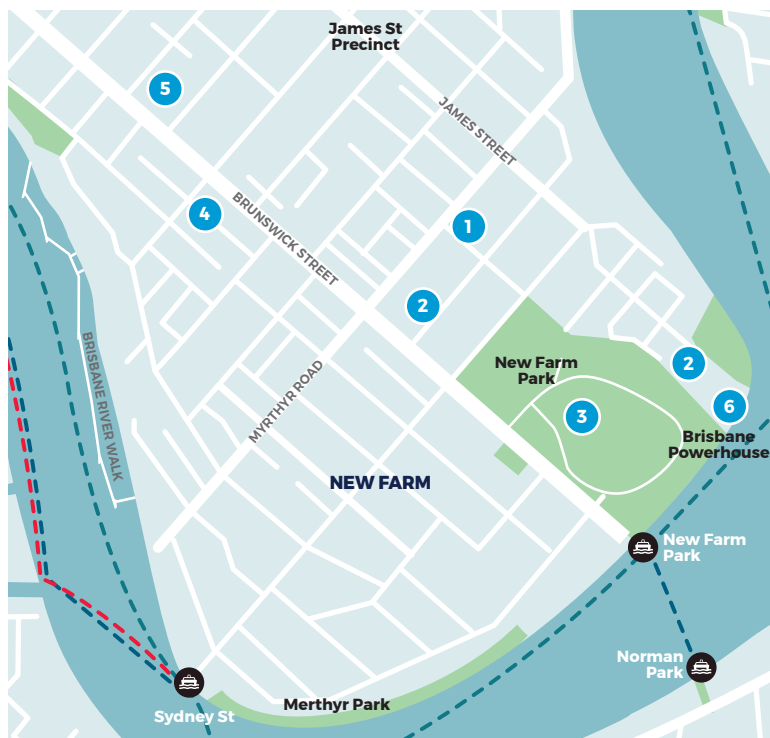 James St
Precinct
5
JAMES STREET
4
BRUNSWICK STREET
1
2
BRISBANE RIVER WALK
MYRTHYR ROAD
New Farm
Park
2
3
6
Brisbane
Powerhouse
NEW FARM
New Farm
Park
Norman
Park
Merthyr Park
Sydney St